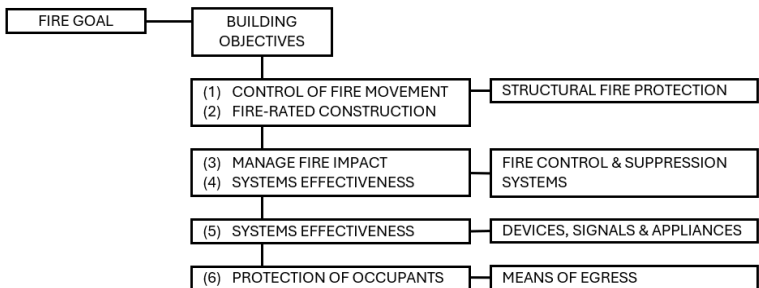 FIRE GOAL
BUILDING
OBJECTIVES
(1) CONTROL OF FIRE MOVEMENT
(2) FIRE-RATED CONSTRUCTION
STRUCTURAL FIRE PROTECTION
(3) MANAGE FIRE IMPACT
(4) SYSTEMS EFFECTIVENESS
FIRE CONTROL & SUPPRESSION
SYSTEMS
(5) SYSTEMS EFFECTIVENESS
DEVICES, SIGNALS & APPLIANCES
(6) PROTECTION OF OCCUPANTS
MEANS OF EGRESS